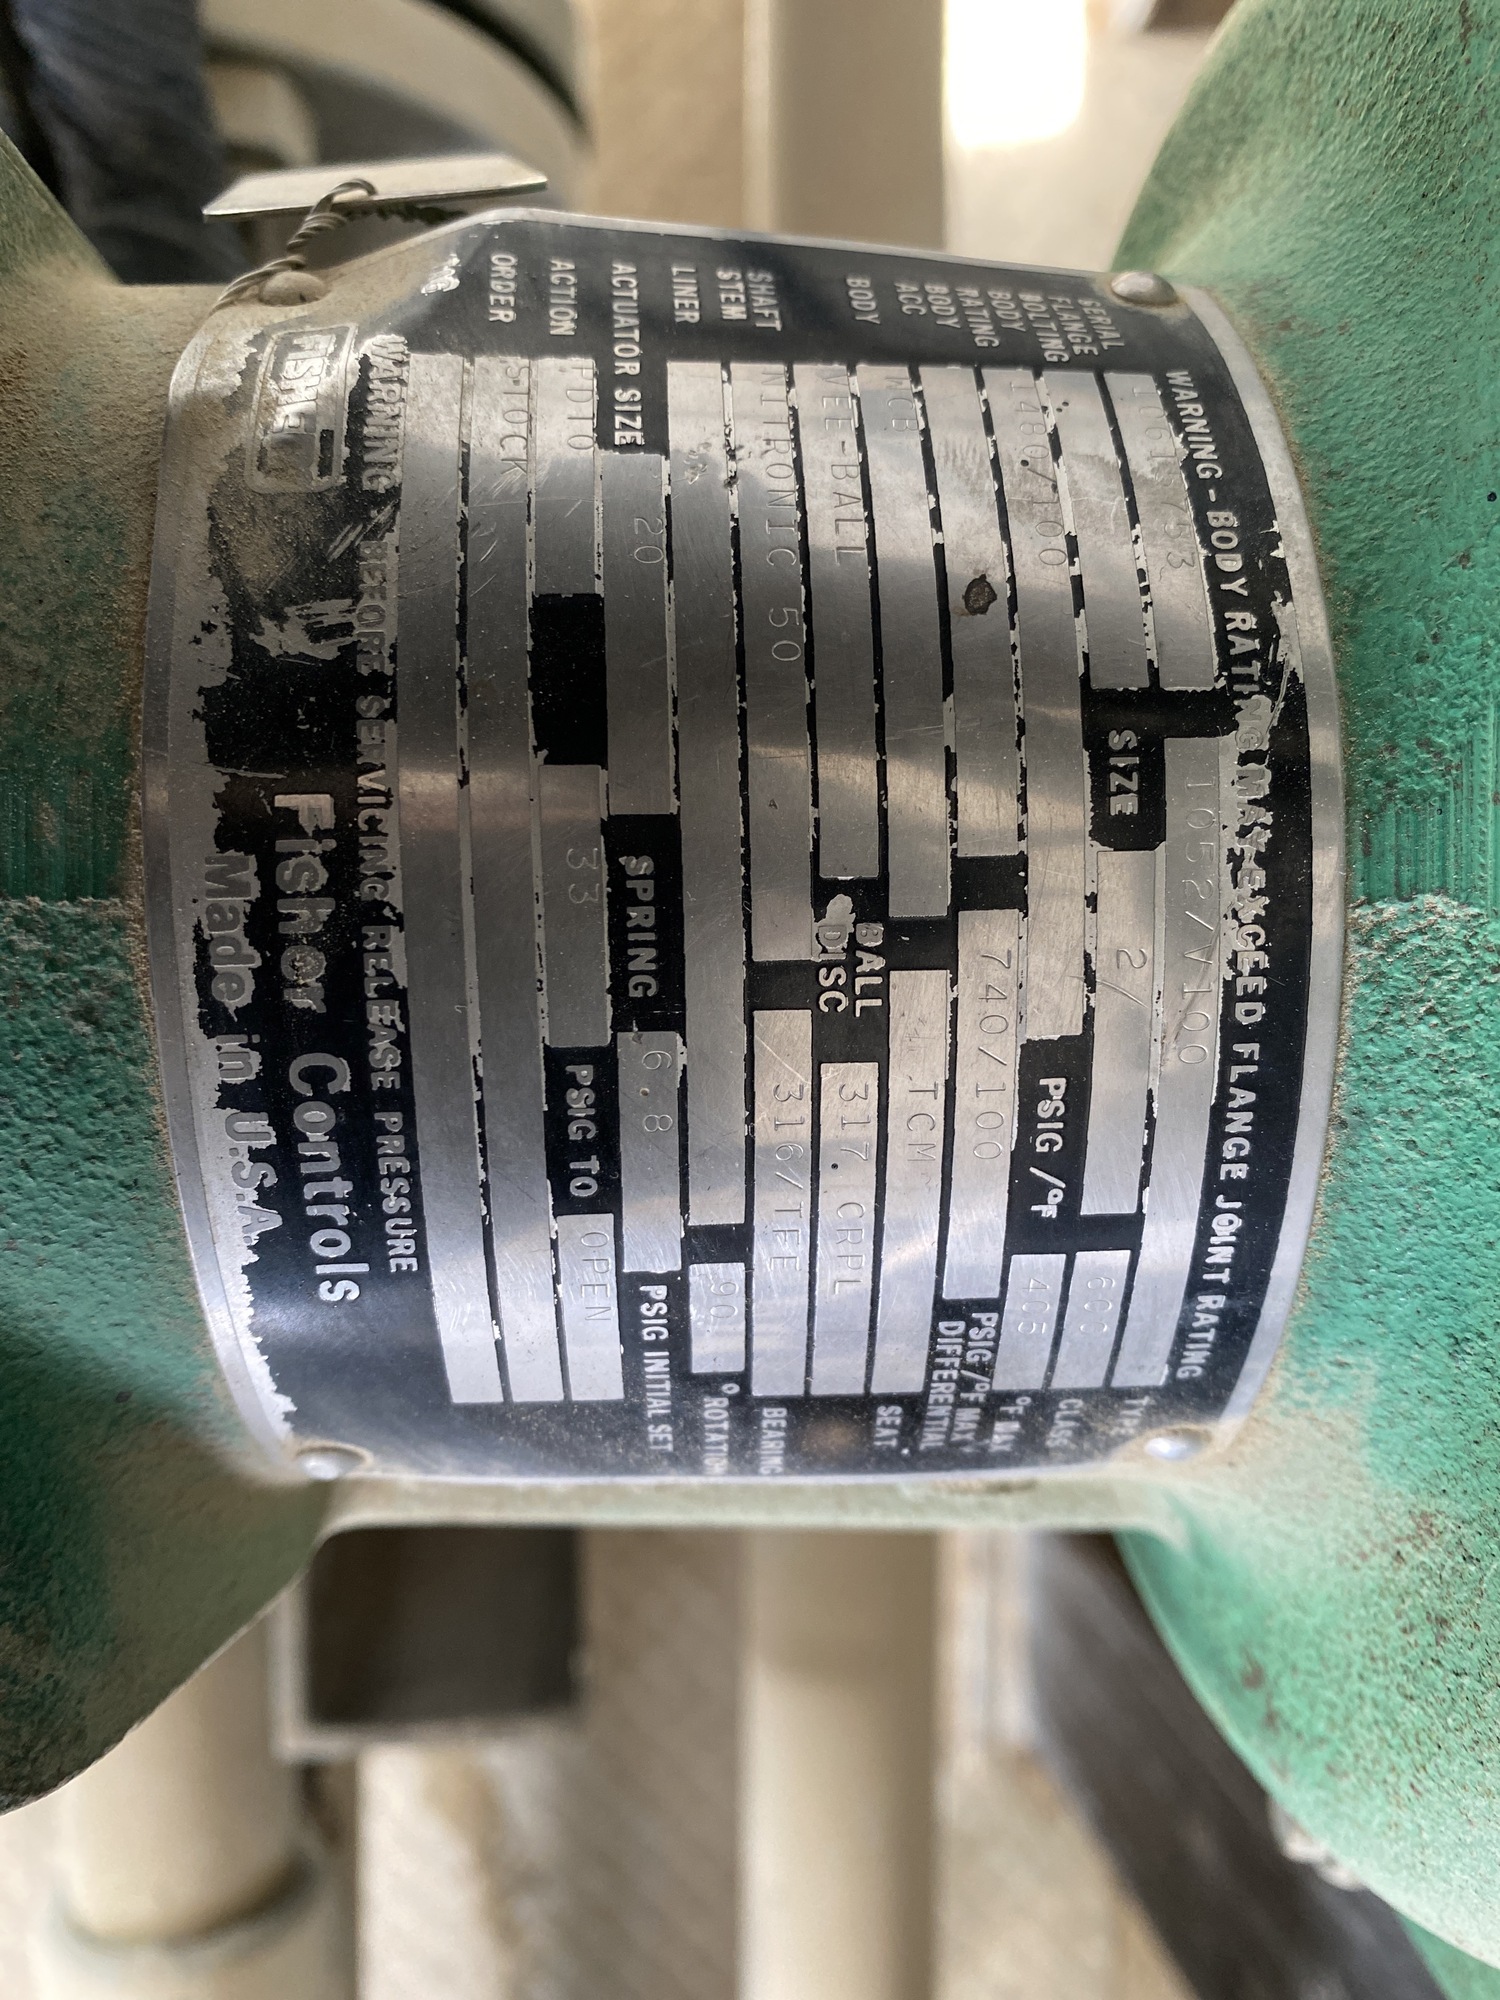 WARNING - BODY RATING MAY EXCEED FLANGE JOINT RATING
SERIAL 1052/V100 TYPE
FLANGE BOLTING SIZE 2/ 600 CLASS
BODY 1480/100 PSIG/°F °F MAX
BODY RATING 740/100 PSIG/°F MAX DIFFERENTIAL
BODY ACC WCB TCM SEAT
BODY VEE-BALL BALL DISC 317 CRPL
SHAFT STEM NITRONIC 50 316/TFE BEARING
LINER 90 °ROTATION
ACTUATOR SIZE 20 SPRING 6.8 PSIG INITIAL SET
ACTION PDTO 33 PSIG TO OPEN
ORDER STOCK
WARNING BEFORE SERVICING RELEASE PRESSURE
FISHER Fisher Controls
Made in U.S.A.